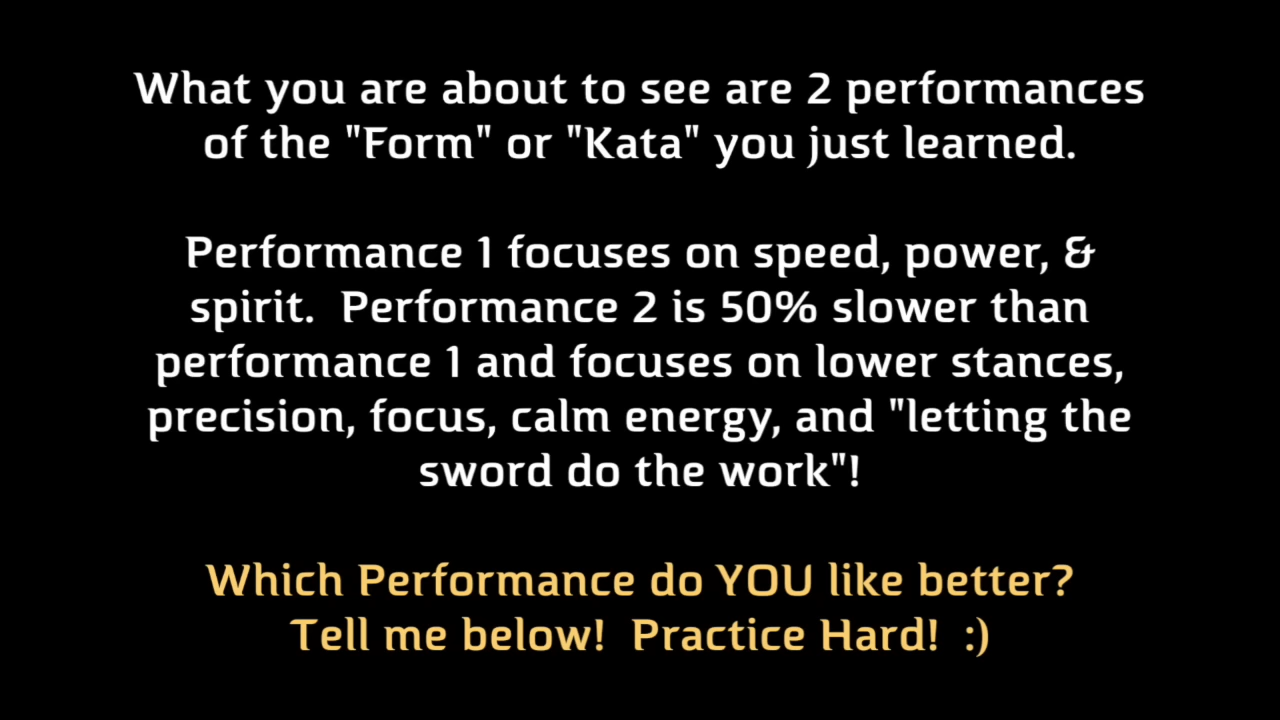 What you are about to see are 2 performances
of the "Form" or "Kata" you just learned.
Performance 1 focuses on speed, power, &
spirit.  Performance 2 is 50% slower than
performance 1 and focuses on lower stances,
precision, focus, calm energy, and "letting the
sword do the work"!
Which Performance do YOU like better?
Tell me below!  Practice Hard!  :)